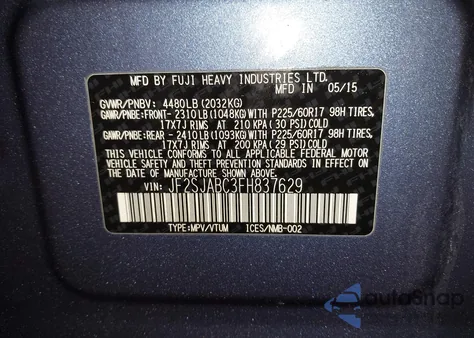 MFD BY FUJI HEAVY INDUSTRIES LTD. 05/15
GVWR/PNBV: 4480LB (2032KG)
GAWR/PNBE: FRONT- 2310LB (1048KG) WITH P225/60R17 98H TIRES,
17X7J RIMS AT 210 KPA (30 PSI) COLD
GAWR/PNBE: REAR - 2410LB (1093KG) WITH P225/60R17 98H TIRES,
17X7J RIMS AT 200 KPA (29 PSI) COLD
THIS VEHICLE CONFORMS TO ALL APPLICABLE FEDERAL MOTOR
VEHICLE SAFETY AND BUMPER STANDARDS IN EFFECT ON THE
DATE OF MANUFACTURE SHOWN ABOVE.
VIN: JF2SJABC3FH837629
TYPE:MPV/VTUM ICES/NMB-002
autosnap